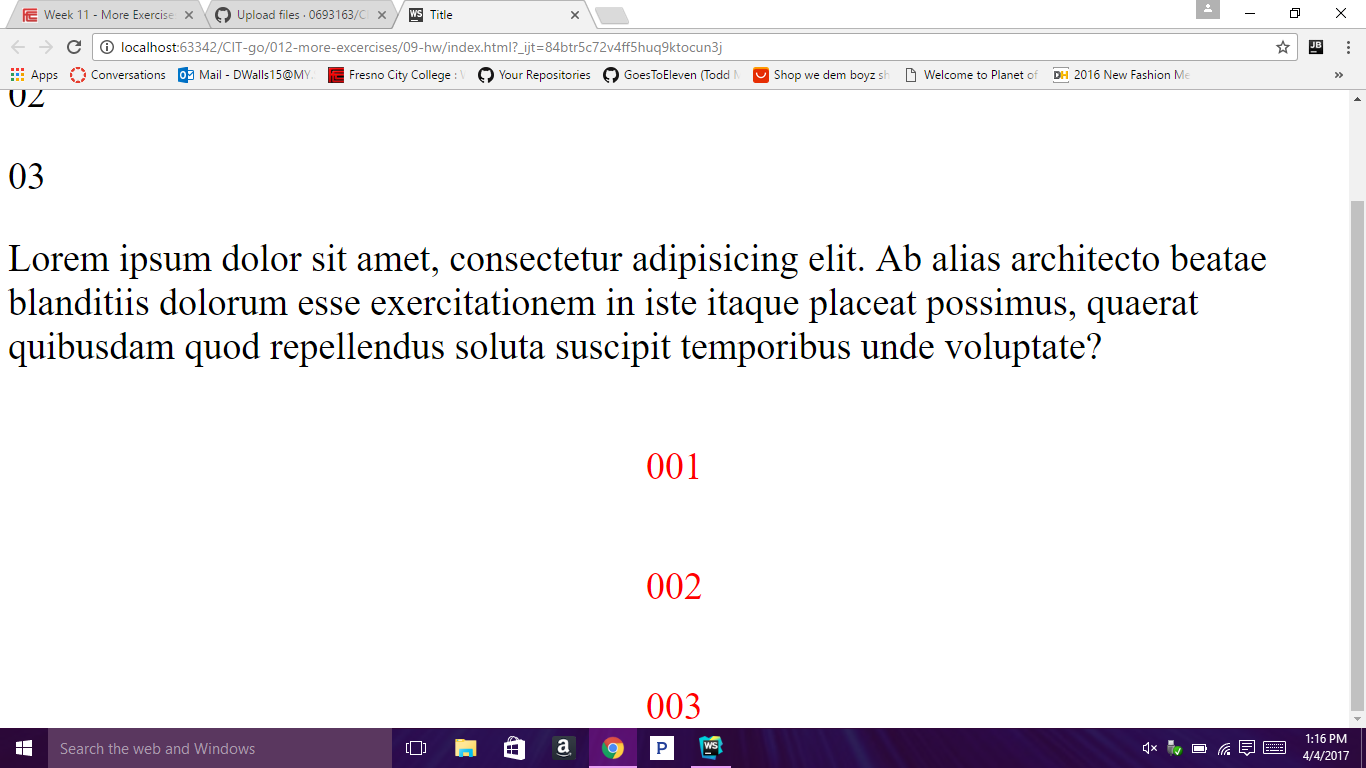 Week 11 - More Exercise
Upload files · 0693163/C
Title
localhost:63342/CIT-go/012-more-excercises/09-hw/index.html?_ijt=84btr5c72v4ff5huq9ktocun3j
JB
Apps
Conversations
Mail - DWalls15@MY.
Fresno City College :
Your Repositories
GoesToEleven (Todd
Shop we dem boyz sh
Welcome to Planet of
DH
2016 New Fashion Me
»
02
03
Lorem ipsum dolor sit amet, consectetur adipisicing elit. Ab alias architecto beatae
blanditiis dolorum esse exercitationem in iste itaque placeat possimus, quaerat
quibusdam quod repellendus soluta suscipit temporibus unde voluptate?
001
002
003
Search the web and Windows
a
P
WS
1:16 PM
4/4/2017